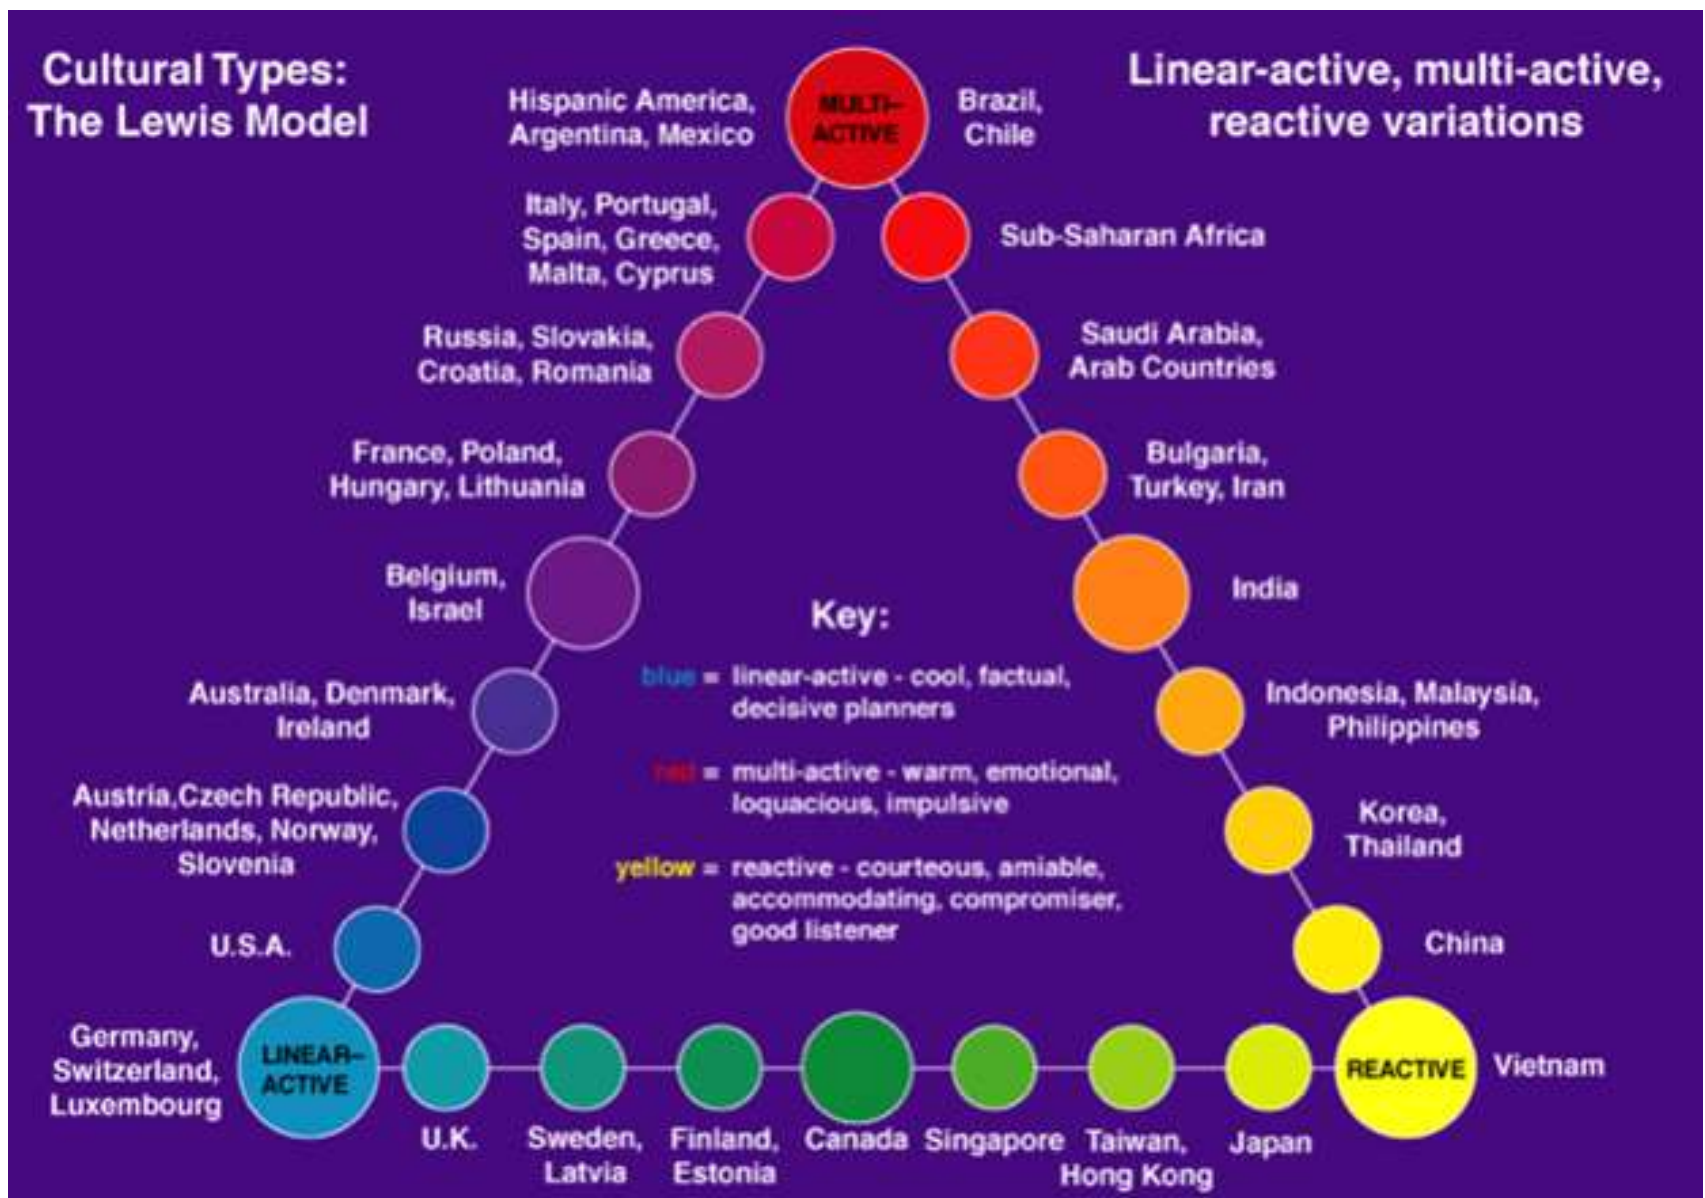 Cultural Types:
The Lewis Model
Linear-active, multi-active,
reactive variations
MULTI-
ACTIVE
Hispanic America,
Argentina, Mexico
Brazil,
Chile
Italy, Portugal,
Spain, Greece,
Malta, Cyprus
Sub-Saharan Africa
Russia, Slovakia,
Croatia, Romania
Saudi Arabia,
Arab Countries
France, Poland,
Hungary, Lithuania
Bulgaria,
Turkey, Iran
Belgium,
Israel
India
Key:
blue = linear-active - cool, factual,
decisive planners
red = multi-active - warm, emotional,
loquacious, impulsive
yellow = reactive - courteous, amiable,
accommodating, compromiser,
good listener
Australia, Denmark,
Ireland
Indonesia, Malaysia,
Philippines
Austria,Czech Republic,
Netherlands, Norway,
Slovenia
Korea,
Thailand
U.S.A.
China
Germany,
Switzerland,
Luxembourg
LINEAR-
ACTIVE
REACTIVE
Vietnam
U.K.
Sweden,
Latvia
Finland,
Estonia
Canada
Singapore
Taiwan,
Hong Kong
Japan